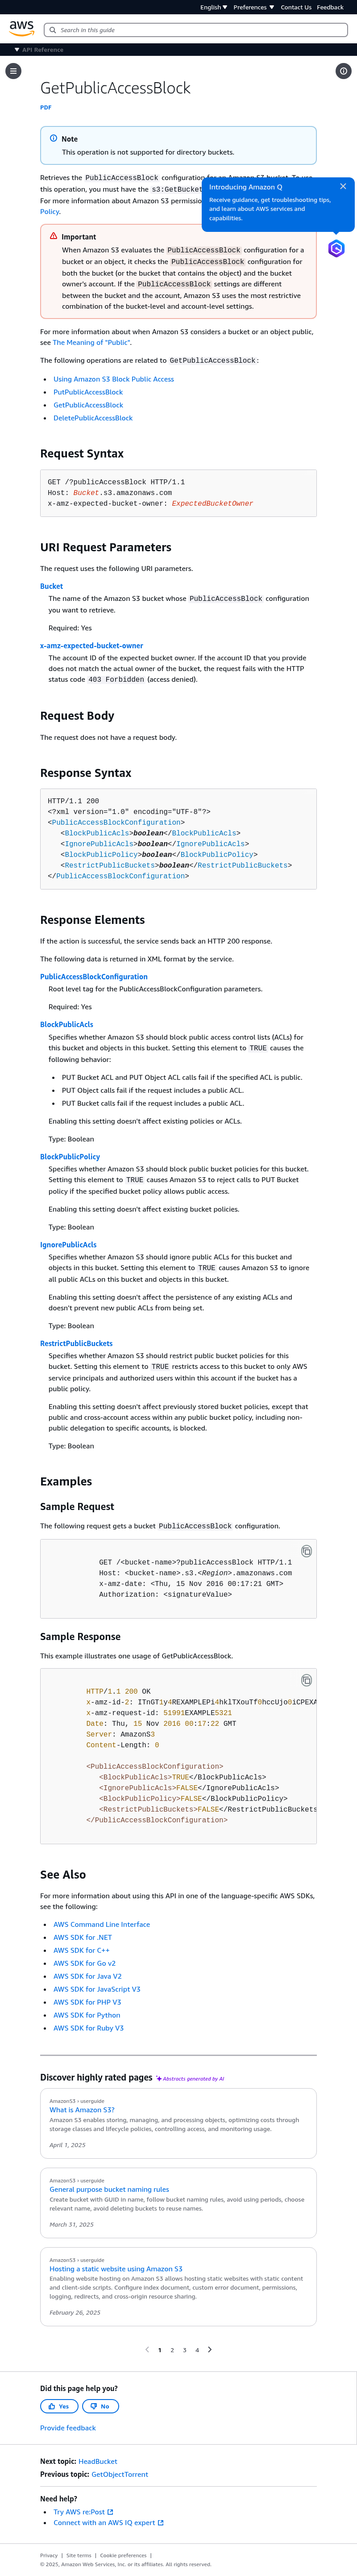 English
Preferences
Contact Us
Feedback
aws
Search in this guide
API Reference
GetPublicAccessBlock
PDF
Note
This operation is not supported for directory buckets.
Retrieves the PublicAccessBlock configuration for an Amazon S3 bucket. To use
this operation, you must have the s3:GetBucket
For more information about Amazon S3 permissio
Policy.
Introducing Amazon Q
Receive guidance, get troubleshooting tips,
and learn about AWS services and
capabilities.
Important
When Amazon S3 evaluates the PublicAccessBlock configuration for a
bucket or an object, it checks the PublicAccessBlock configuration for
both the bucket (or the bucket that contains the object) and the bucket
owner's account. If the PublicAccessBlock settings are different
between the bucket and the account, Amazon S3 uses the most restrictive
combination of the bucket-level and account-level settings.
For more information about when Amazon S3 considers a bucket or an object public,
see The Meaning of "Public".
The following operations are related to GetPublicAccessBlock:
Using Amazon S3 Block Public Access
PutPublicAccessBlock
GetPublicAccessBlock
DeletePublicAccessBlock
Request Syntax
GET /?publicAccessBlock HTTP/1.1
Host: Bucket.s3.amazonaws.com
x-amz-expected-bucket-owner: ExpectedBucketOwner
URI Request Parameters
The request uses the following URI parameters.
Bucket
The name of the Amazon S3 bucket whose PublicAccessBlock configuration
you want to retrieve.
Required: Yes
x-amz-expected-bucket-owner
The account ID of the expected bucket owner. If the account ID that you provide
does not match the actual owner of the bucket, the request fails with the HTTP
status code 403 Forbidden (access denied).
Request Body
The request does not have a request body.
Response Syntax
HTTP/1.1 200
<?xml version="1.0" encoding="UTF-8"?>
<PublicAccessBlockConfiguration>
<BlockPublicAcls>boolean</BlockPublicAcls>
<IgnorePublicAcls>boolean</IgnorePublicAcls>
<BlockPublicPolicy>boolean</BlockPublicPolicy>
<RestrictPublicBuckets>boolean</RestrictPublicBuckets>
</PublicAccessBlockConfiguration>
Response Elements
If the action is successful, the service sends back an HTTP 200 response.
The following data is returned in XML format by the service.
PublicAccessBlockConfiguration
Root level tag for the PublicAccessBlockConfiguration parameters.
Required: Yes
BlockPublicAcls
Specifies whether Amazon S3 should block public access control lists (ACLs) for
this bucket and objects in this bucket. Setting this element to TRUE causes the
following behavior:
PUT Bucket ACL and PUT Object ACL calls fail if the specified ACL is public.
PUT Object calls fail if the request includes a public ACL.
PUT Bucket calls fail if the request includes a public ACL.
Enabling this setting doesn't affect existing policies or ACLs.
Type: Boolean
BlockPublicPolicy
Specifies whether Amazon S3 should block public bucket policies for this bucket.
Setting this element to TRUE causes Amazon S3 to reject calls to PUT Bucket
policy if the specified bucket policy allows public access.
Enabling this setting doesn't affect existing bucket policies.
Type: Boolean
IgnorePublicAcls
Specifies whether Amazon S3 should ignore public ACLs for this bucket and
objects in this bucket. Setting this element to TRUE causes Amazon S3 to ignore
all public ACLs on this bucket and objects in this bucket.
Enabling this setting doesn't affect the persistence of any existing ACLs and
doesn't prevent new public ACLs from being set.
Type: Boolean
RestrictPublicBuckets
Specifies whether Amazon S3 should restrict public bucket policies for this
bucket. Setting this element to TRUE restricts access to this bucket to only AWS
service principals and authorized users within this account if the bucket has a
public policy.
Enabling this setting doesn't affect previously stored bucket policies, except that
public and cross-account access within any public bucket policy, including non-
public delegation to specific accounts, is blocked.
Type: Boolean
Examples
Sample Request
The following request gets a bucket PublicAccessBlock configuration.
GET /<bucket-name>?publicAccessBlock HTTP/1.1
Host: <bucket-name>.s3.<Region>.amazonaws.com
x-amz-date: <Thu, 15 Nov 2016 00:17:21 GMT>
Authorization: <signatureValue>
Sample Response
This example illustrates one usage of GetPublicAccessBlock.
HTTP/1.1 200 OK
x-amz-id-2: ITnGT1y4REXAMPLEPi4hklTXouTf0hccUjo0iCPEXA
x-amz-request-id: 51991EXAMPLE5321
Date: Thu, 15 Nov 2016 00:17:22 GMT
Server: AmazonS3
Content-Length: 0
<PublicAccessBlockConfiguration>
<BlockPublicAcls>TRUE</BlockPublicAcls>
<IgnorePublicAcls>FALSE</IgnorePublicAcls>
<BlockPublicPolicy>FALSE</BlockPublicPolicy>
<RestrictPublicBuckets>FALSE</RestrictPublicBuckets
</PublicAccessBlockConfiguration>
See Also
For more information about using this API in one of the language-specific AWS SDKs,
see the following:
AWS Command Line Interface
AWS SDK for .NET
AWS SDK for C++
AWS SDK for Go v2
AWS SDK for Java V2
AWS SDK for JavaScript V3
AWS SDK for PHP V3
AWS SDK for Python
AWS SDK for Ruby V3
Discover highly rated pages Abstracts generated by AI
AmazonS3 › userguide
What is Amazon S3?
Amazon S3 enables storing, managing, and processing objects, optimizing costs through
storage classes and lifecycle policies, controlling access, and monitoring usage.
April 1, 2025
AmazonS3 › userguide
General purpose bucket naming rules
Create bucket with GUID in name, follow bucket naming rules, avoid using periods, choose
relevant name, avoid deleting buckets to reuse names.
March 31, 2025
AmazonS3 › userguide
Hosting a static website using Amazon S3
Enabling website hosting on Amazon S3 allows hosting static websites with static content
and client-side scripts. Configure index document, custom error document, permissions,
logging, redirects, and cross-origin resource sharing.
February 26, 2025
1 2 3 4
Did this page help you?
Yes
No
Provide feedback
Next topic: HeadBucket
Previous topic: GetObjectTorrent
Need help?
Try AWS re:Post
Connect with an AWS IQ expert
Privacy | Site terms | Cookie preferences |
© 2025, Amazon Web Services, Inc. or its affiliates. All rights reserved.